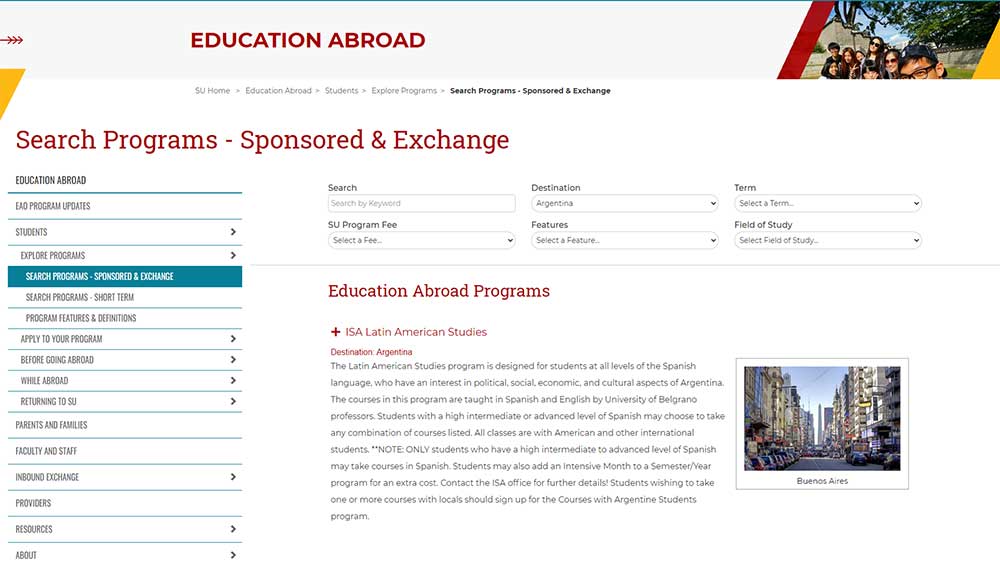 EDUCATION ABROAD
SU Home > Education Abroad > Students > Explore Programs > Search Programs - Sponsored & Exchange
Search Programs - Sponsored & Exchange
EDUCATION ABROAD
EAO PROGRAM UPDATES
STUDENTS
EXPLORE PROGRAMS
SEARCH PROGRAMS - SPONSORED & EXCHANGE
SEARCH PROGRAMS - SHORT TERM
PROGRAM FEATURES & DEFINITIONS
APPLY TO YOUR PROGRAM
BEFORE GOING ABROAD
WHILE ABROAD
RETURNING TO SU
PARENTS AND FAMILIES
FACULTY AND STAFF
INBOUND EXCHANGE
PROVIDERS
RESOURCES
ABOUT
Search Destination Term
Search by Keyword Argentina Select a Term...
SU Program Fee Features Field of Study
Select a Fee... Select a Feature... Select Field of Study...
Education Abroad Programs
+ ISA Latin American Studies
Destination: Argentina
The Latin American Studies program is designed for students at all levels of the Spanish
language, who have an interest in political, social, economic, and cultural aspects of Argentina.
The courses in this program are taught in Spanish and English by University of Belgrano
professors. Students with a high intermediate or advanced level of Spanish may choose to take
any combination of courses listed. All classes are with American and other international
students. **NOTE: ONLY students who have a high intermediate to advanced level of Spanish
may take courses in Spanish. Students may also add an Intensive Month to a Semester/Year
program for an extra cost. Contact the ISA office for further details! Students wishing to take
one or more courses with locals should sign up for the Courses with Argentine Students
program.
Buenos Aires